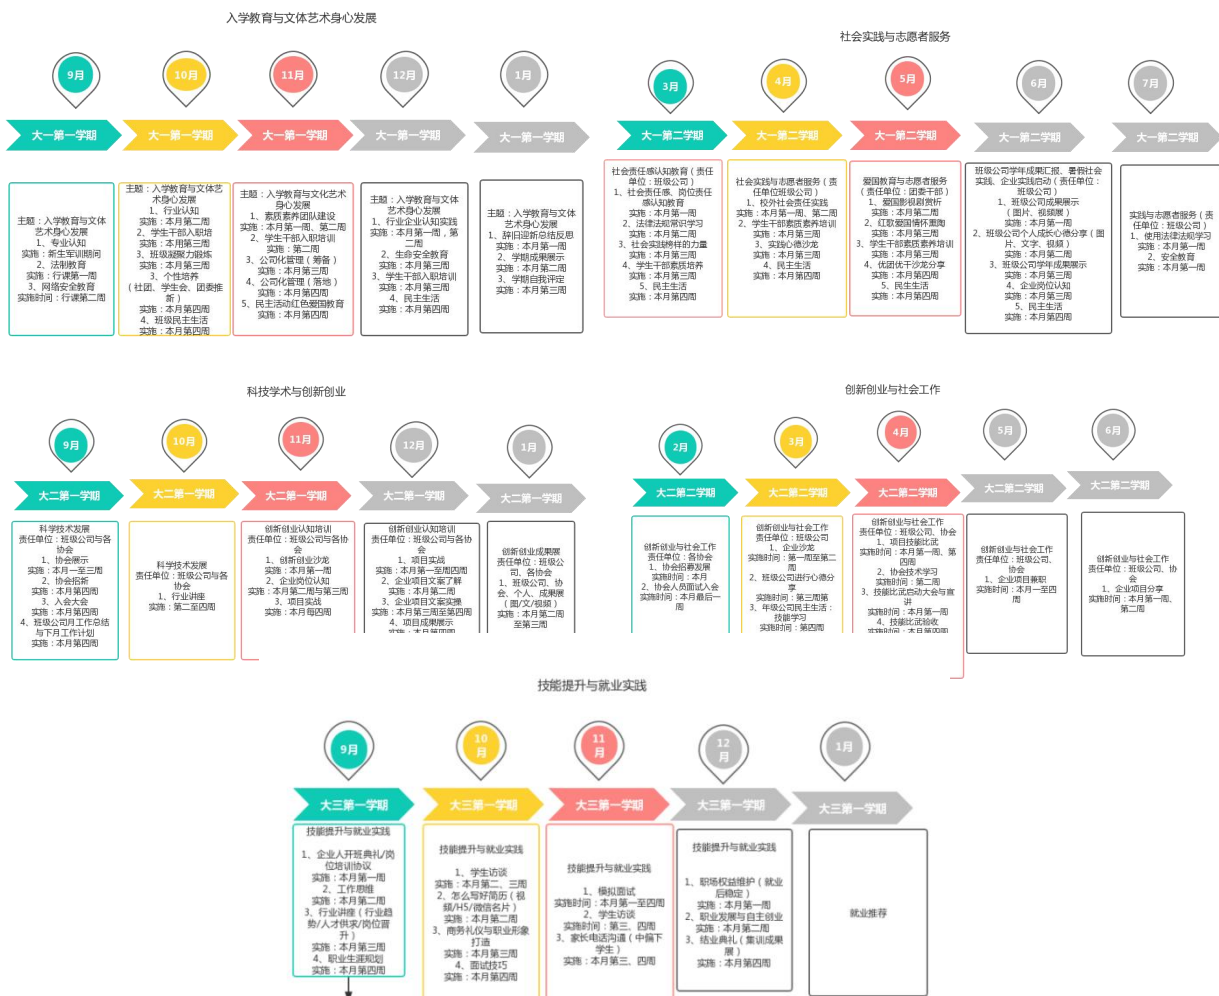 入学教育与文体艺术身心发展
9月
10月
11月
12月
1月
大一第一学期
大一第一学期
大一第一学期
大一第一学期
大一第一学期
主题：入学教育与文体
艺术身心发展
1、专业认知
实施：新生军训期间
2、法制教育
实施：行课第一周
3、网络安全教育
实施时间：行课第二周
主题：入学教育与文体艺
术身心发展
1、行业认知
实施：本月第二周
2、学生干部入职培
实施：本用第三周
3、班级凝聚力锻炼
实施：本月第三周
3、个性培养
（社团、学生会、团委推
新）
实施：本月第四周
4、班级民主生活
实施：本月第四周
主题：入学教育与文化艺术
身心发展
1、素质素养团队建设
实施：本月第一周、第二周
2、学生干部入职培训
实施：第二周
3、公司化管理（筹备）
实施：本月第三周
4、公司化管理（落地）
实施：本月第四周
5、民主活动红色爱国教育
实施：本月第四周
主题：入学教育与文体
艺术身心发展
1、行业企业认知实践
实施：本月第一周，第
二周
2、生命安全教育
实施：本月第三周
3、学生干部入职培训
实施：本月第三周
4、民主生活
实施：本月第四周
主题：入学教育与文体
艺术身心发展
1、辞旧迎新总结反思
实施：本月第一周
2、学期成果展示
实施：本月第二周
3、学期自我评定
实施：本月第三周
社会实践与志愿者服务
3月
4月
5月
6月
7月
大一第二学期
大一第二学期
大一第二学期
大一第二学期
大一第二学期
社会责任感认知教育（责任
单位：班级公司）
1、社会责任感、岗位责任
感认知教育
实施：本月第一周
2、法律法规常识学习
实施：本月第二周
3、社会实践榜样的力量
实施：本月第三周
4、学生干部素质培养
实施：本月第三周
5、民主生活
实施：本月第四周
社会实践与志愿者服务（责
任单位班级公司）
1、校外社会责任实践
实施：本月第一周、第二周
2、学生干部素质素养培训
实施：本月第三周
3、实践心德沙龙
实施：本月第四周
4、民主生活
实施：本月第四周
爱国教育与志愿者服务
（责任单位：团委干部）
1、爱国影视剧赏析
实施：本月第二周
2、红歌爱国情怀熏陶
实施：本月第三周
3、学生干部素质素养培训
实施：本月第三周
4、优团优干沙龙分享
实施：本月第四周
5、民生生活
实施：本月第四周
班级公司学年成果汇报、暑假社会
实践、企业实践启动（责任单位：
班级公司）
1、班级公司成果展示
（图片、视频展）
实施：本月第一周
2、班级公司个人成长心德分享（图
片、文字、视频）
实施：本月第二周
3、班级公司学年成果展示
实施：本月第三周
4、企业岗位认知
实施：本月第三周
5、民主生活
实施：本月第四周
实践与志愿者服务（责
任单位：班级公司）
1、使用法律法规学习
实施：本月第一周
2、安全教育
实施：本月第一周
科技学术与创新创业
9月
10月
11月
12月
1月
大二第一学期
大二第一学期
大二第一学期
大二第一学期
大二第一学期
科学技术发展
责任单位：班级公司与各
协会
1、协会展示
实施：本月一至三周
2、协会招新
实施：本月第四周
3、入会大会
实施：本月第四周
4、班级公司月工作总结
与下月工作计划
实施：本月第四周
科学技术发展
责任单位：班级公司与各
协会
1、行业讲座
实施：第二至四周
创新创业认知培训
责任单位：班级公司与各协
会
1、创新创业沙龙
实施：本月第一周
2、企业岗位认知
实施：本月第二周与第三周
3、项目实战
实施：本月每四周
创新创业认知培训
责任单位：班级公司与各协
会
1、项目实战
实施：本月第一至周四周
2、企业项目文案了解
实施：本月第二周
3、企业项目文案实操
实施：本月第三周至第四周
4、项目成果展示
实施：本月第四周
创新创业成果展
责任单位：班级公
司、各协会
1、班级公司、协
会、个人、成果展
（图/文/视频）
实施：本月第二周
至第三周
创新创业与社会工作
2月
3月
4月
5月
6月
大二第二学期
大二第二学期
大二第二学期
大二第二学期
大二第二学期
创新创业与社会工作
责任单位：各协会
1、协会招募发展
实施时间：本月
2、协会人员面试入会
实施时间：本月最后一
周
创新创业与社会工作
责任单位：班级公司
1、企业沙龙
实施时间：第一周至第二
周
2、班级公司进行心德分
享
实施时间：第三周第
3、年级公司民主生活：
技能学习
实施时间：第四周
创新创业与社会工作
责任单位：班级公司、协会
1、项目技能比武
实施时间：本月第一周、第
四周
2、协会技术学习
实施时间：第二周
3、技能比武启动大会与宣
讲
实施时间：本月第一周
4、技能比武验收
实施时间：本月第四周
创新创业与社会工作
责任单位：班级公司、
协会
1、企业项目兼职
实施时间：本月一至四
周
创新创业与社会工作
责任单位：班级公司、协
会
1、企业项目分享
实施时间：本月第一周、
第二周
技能提升与就业实践
9月
10
月
11
月
12
月
1月
大三第一学期
大三第一学期
大三第一学期
大三第一学期
大三第一学期
技能提升与就业实践
1、企业人开班典礼/岗
位培训协议
实施：本月第一周
2、工作思维
实施：本月第二周
3、行业讲座（行业趋
势/人才供求/岗位晋
升）
实施：本月第三周
4、职业生涯规划
实施：本月第四周
技能提升与就业实践
1、学生访谈
实施：本月第二、三周
2、怎么写好简历（视
频/H5/微信名片）
实施：本月第二周
3、商务礼仪与职业形象
打造
实施：本月第三周
4、面试技巧
实施：本月第四周
技能提升与就业实践
1、模拟面试
实施时间：本月第一至四周
2、学生访谈
实施时间：第三、四周
3、家长电话沟通（中偏下
学生）
实施：本月第三、四周
技能提升与就业实践
1、职场权益维护（就业
后稳定）
实施：本月第一周
2、职业发展与自主创业
实施：本月第二周
3、结业典礼（集训成果
展）
实施：本月第四周
就业推荐